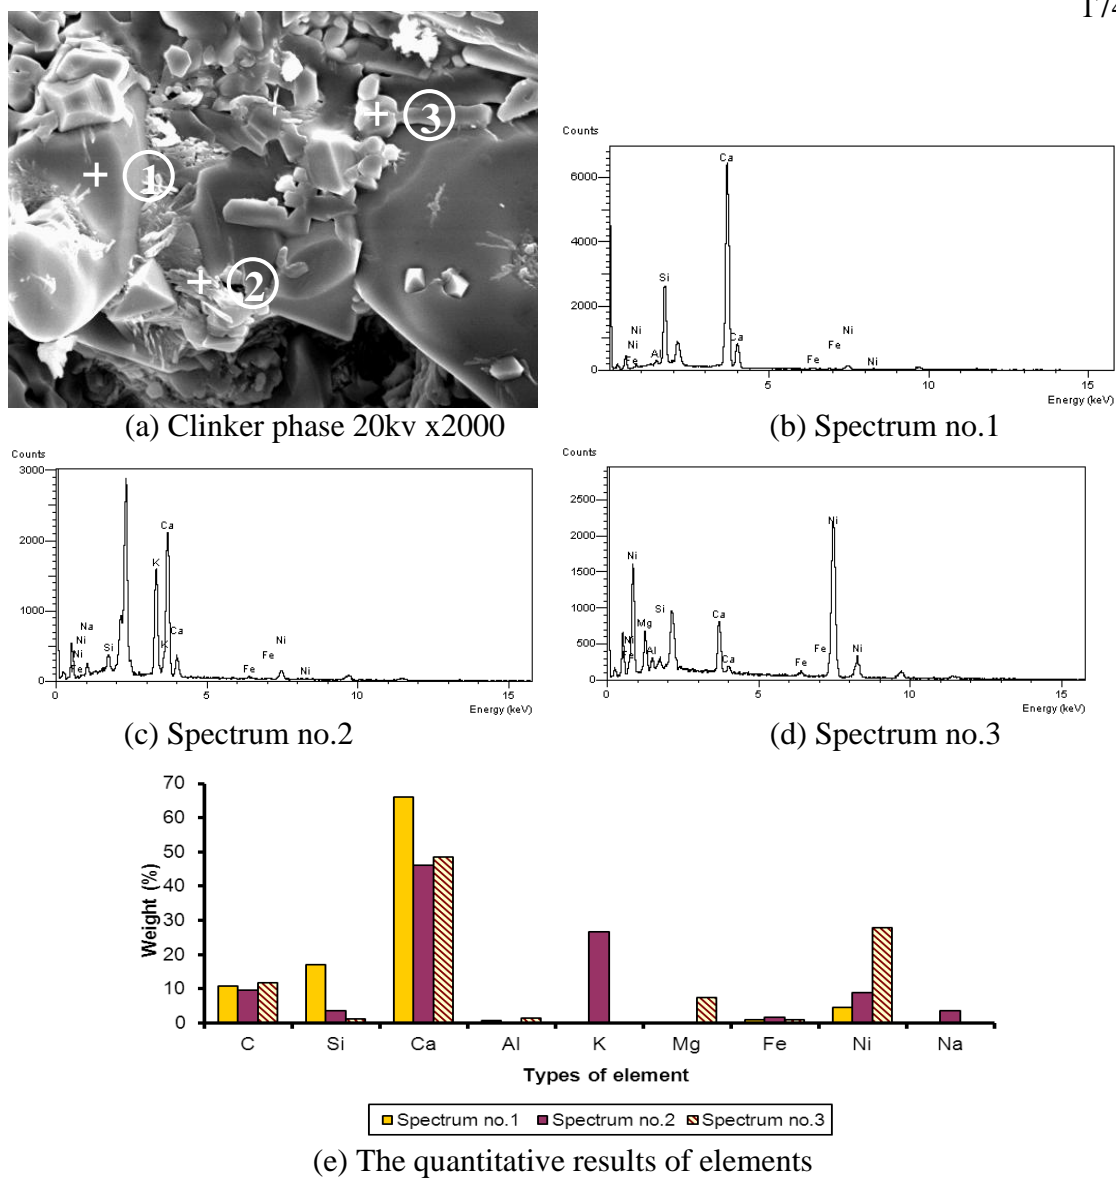 174
1
2
3
(a) Clinker phase 20kv x2000
Counts
6000
4000
2000
0
Ca
Si
Ni
Ni
Fe
Al
Ca
Ni
Fe
Fe
Ni
5
10
15
Energy (keV)
(b) Spectrum no.1
Counts
3000
2000
1000
0
Ca
K
Na
Ni
Ni
Fe
Si
K
Ca
Ni
Fe
Fe
Ni
5
10
15
Energy (keV)
(c) Spectrum no.2
Counts
2500
2000
1500
1000
500
0
Ni
Ni
Mg
Si
Ni
Fe
Al
Ca
Ca
Fe
Fe
5
10
15
Energy (keV)
(d) Spectrum no.3
Weight (%)
70
60
50
40
30
20
10
0
C Si Ca Al K Mg Fe Ni Na
Types of element
Spectrum no.1 Spectrum no.2 Spectrum no.3
(e) The quantitative results of elements